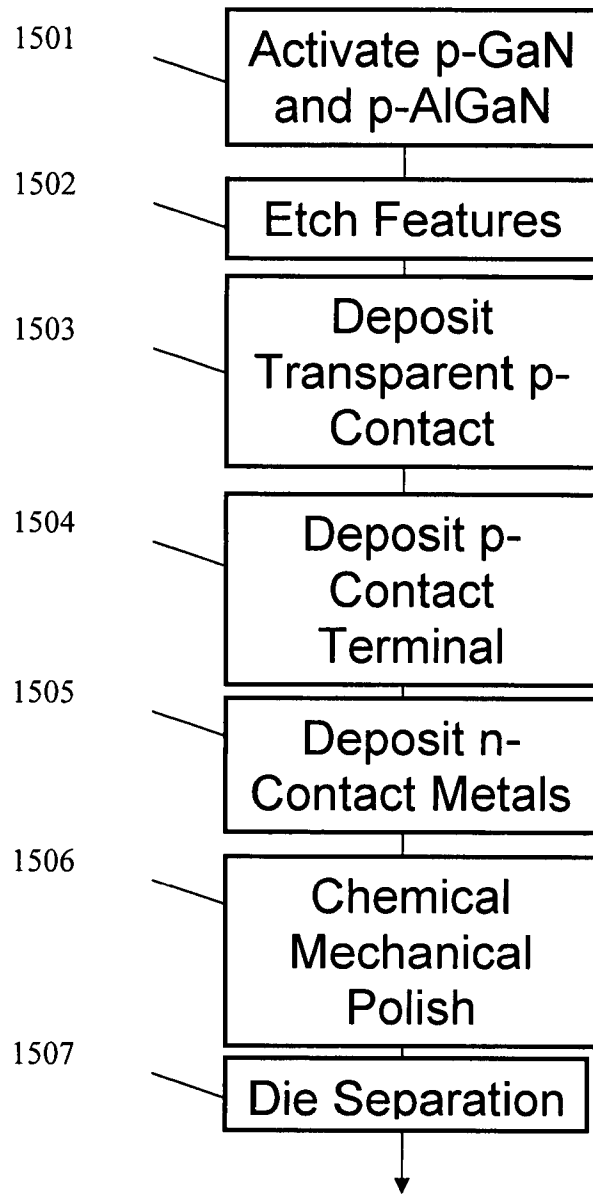 1501
Activate p-GaN
and p-AlGaN
1502
Etch Features
1503
Deposit
Transparent p-
Contact
1504
Deposit p-
Contact
Terminal
1505
Deposit n-
Contact Metals
1506
Chemical
Mechanical
Polish
1507
Die Separation